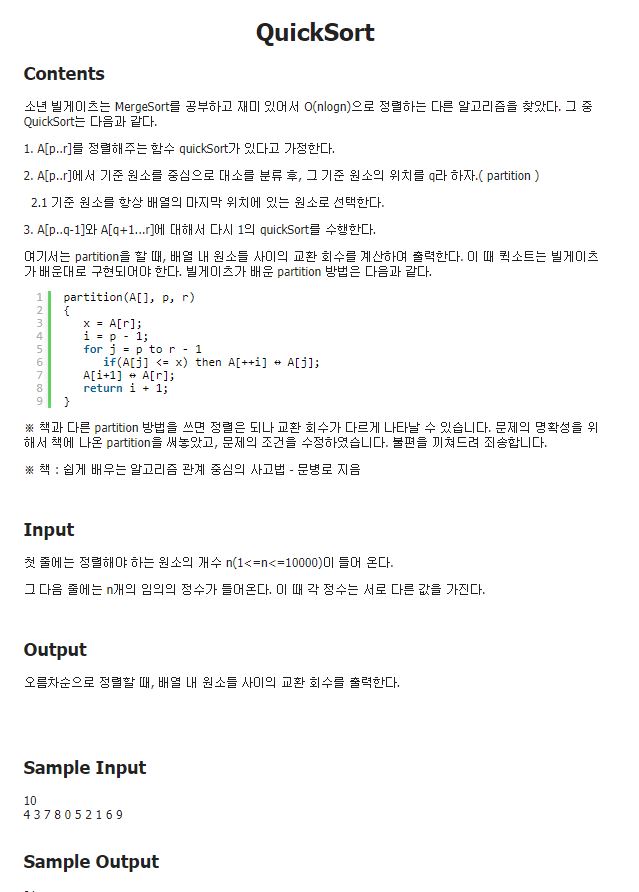 QuickSort
Contents
소년 빌게이츠는 MergeSort를 공부하고 재미 있어서 O(nlogn)으로 정렬하는 다른 알고리즘을 찾았다. 그 중
QuickSort는 다음과 같다.
1. A[p..r]를 정렬해주는 함수 quickSort가 있다고 가정한다.
2. A[p..r]에서 기준 원소를 중심으로 대소를 분류 후, 그 기준 원소의 위치를 q라 하자.( partition )
2.1 기준 원소를 항상 배열의 마지막 위치에 있는 원소로 선택한다.
3. A[p..q-1]와 A[q+1...r]에 대해서 다시 1의 quickSort를 수행한다.
여기서는 partition을 할 때, 배열 내 원소들 사이의 교환 회수를 계산하여 출력한다. 이 때 퀵소트는 빌게이츠
가 배운대로 구현되어야 한다. 빌게이츠가 배운 partition 방법은 다음과 같다.
1 partition(A[], p, r)
2 {
3 x = A[r];
4 i = p - 1;
5 for j = p to r - 1
6 if(A[j] <= x) then A[++i] ↔ A[j];
7 A[i+1] ↔ A[r];
8 return i + 1;
9 }
※ 책과 다른 partition 방법을 쓰면 정렬은 되나 교환 회수가 다르게 나타날 수 있습니다. 문제의 명확성을 위
해서 책에 나온 partition을 써놓았고, 문제의 조건을 수정하였습니다. 불편을 끼쳐드려 죄송합니다.
※ 책 : 쉽게 배우는 알고리즘 관계 중심의 사고법 - 문병로 지음
Input
첫 줄에는 정렬해야 하는 원소의 개수 n(1<=n<=10000)이 들어 온다.
그 다음 줄에는 n개의 임의의 정수가 들어온다. 이 때 각 정수는 서로 다른 값을 가진다.
Output
오름차순으로 정렬할 때, 배열 내 원소들 사이의 교환 회수를 출력한다.
Sample Input
10
4 3 7 8 0 5 2 1 6 9
Sample Output